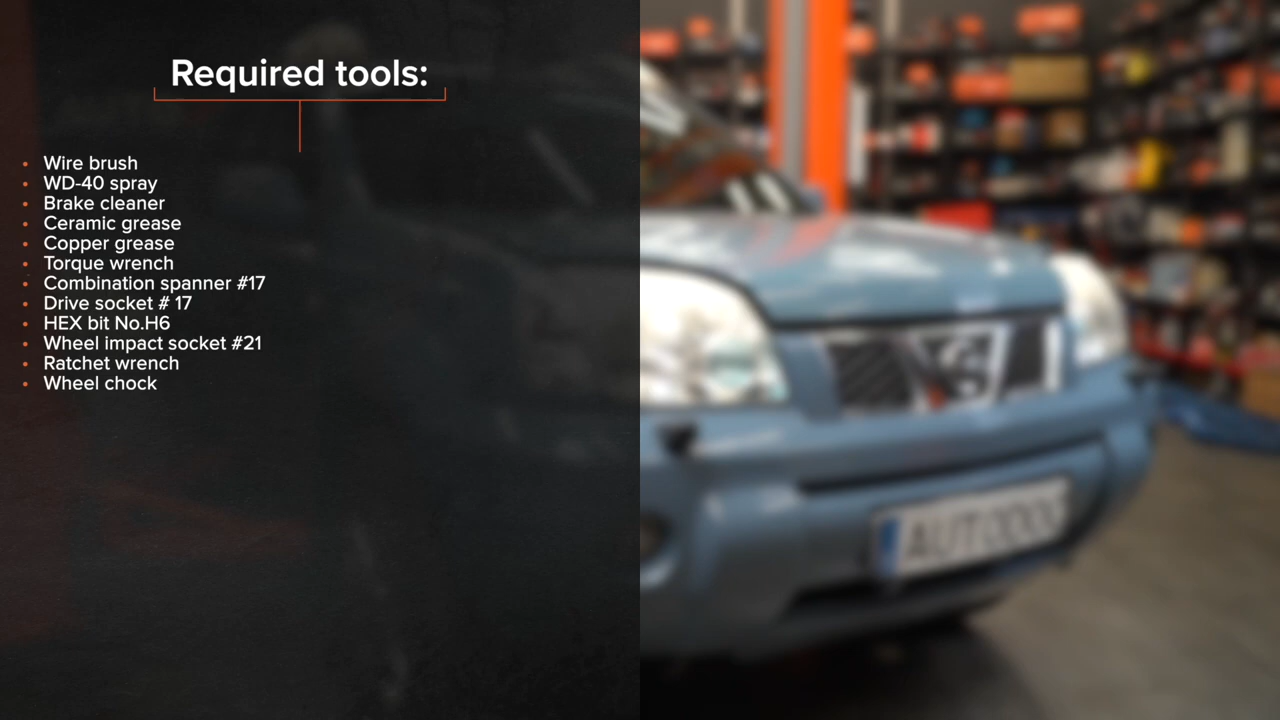 Required tools:
• Wire brush
• WD-40 spray
• Brake cleaner
• Ceramic grease
• Copper grease
• Torque wrench
• Combination spanner #17
• Drive socket # 17
• HEX bit No.H6
• Wheel impact socket #21
• Ratchet wrench
• Wheel chock
AUTODOC